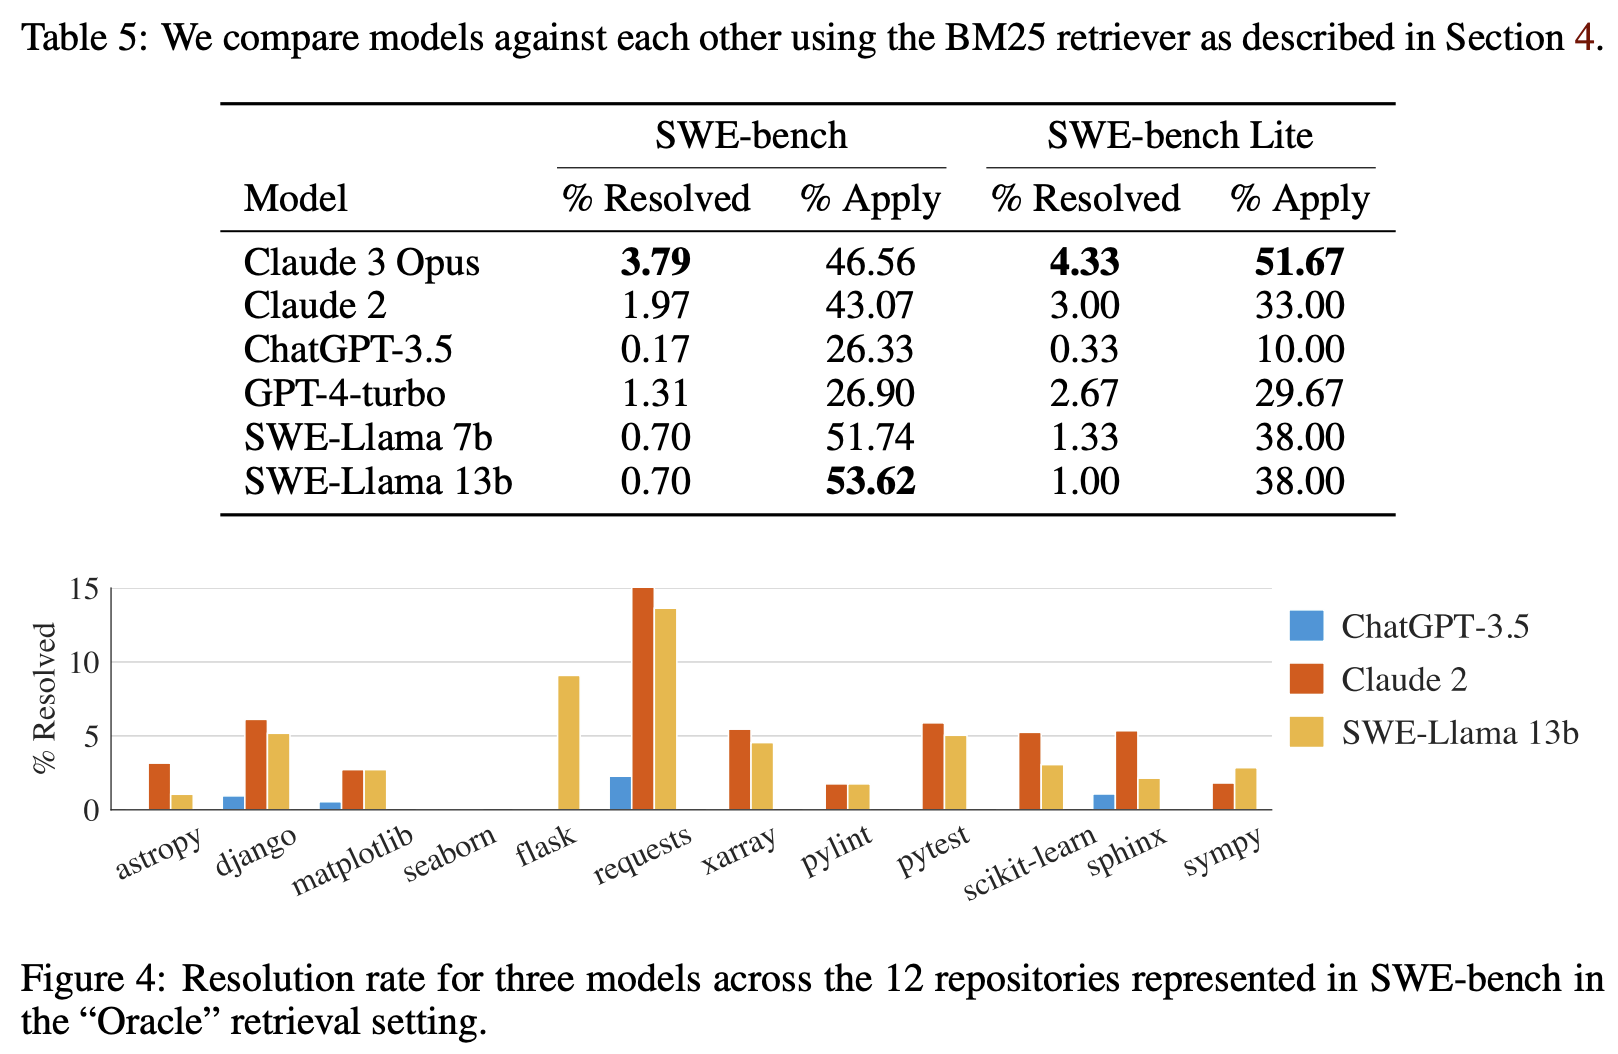 Table 5: We compare models against each other using the BM25 retriever as described in Section 4.
SWE-bench SWE-bench Lite
Model % Resolved % Apply % Resolved % Apply
Claude 3 Opus 3.79 46.56 4.33 51.67
Claude 2 1.97 43.07 3.00 33.00
ChatGPT-3.5 0.17 26.33 0.33 10.00
GPT-4-turbo 1.31 26.90 2.67 29.67
SWE-Llama 7b 0.70 51.74 1.33 38.00
SWE-Llama 13b 0.70 53.62 1.00 38.00
% Resolved
15
10
5
0
astropy django matplotlib seaborn flask requests xarray pylint pytest scikit-learn sphinx sympy
ChatGPT-3.5
Claude 2
SWE-Llama 13b
Figure 4: Resolution rate for three models across the 12 repositories represented in SWE-bench in
the “Oracle” retrieval setting.